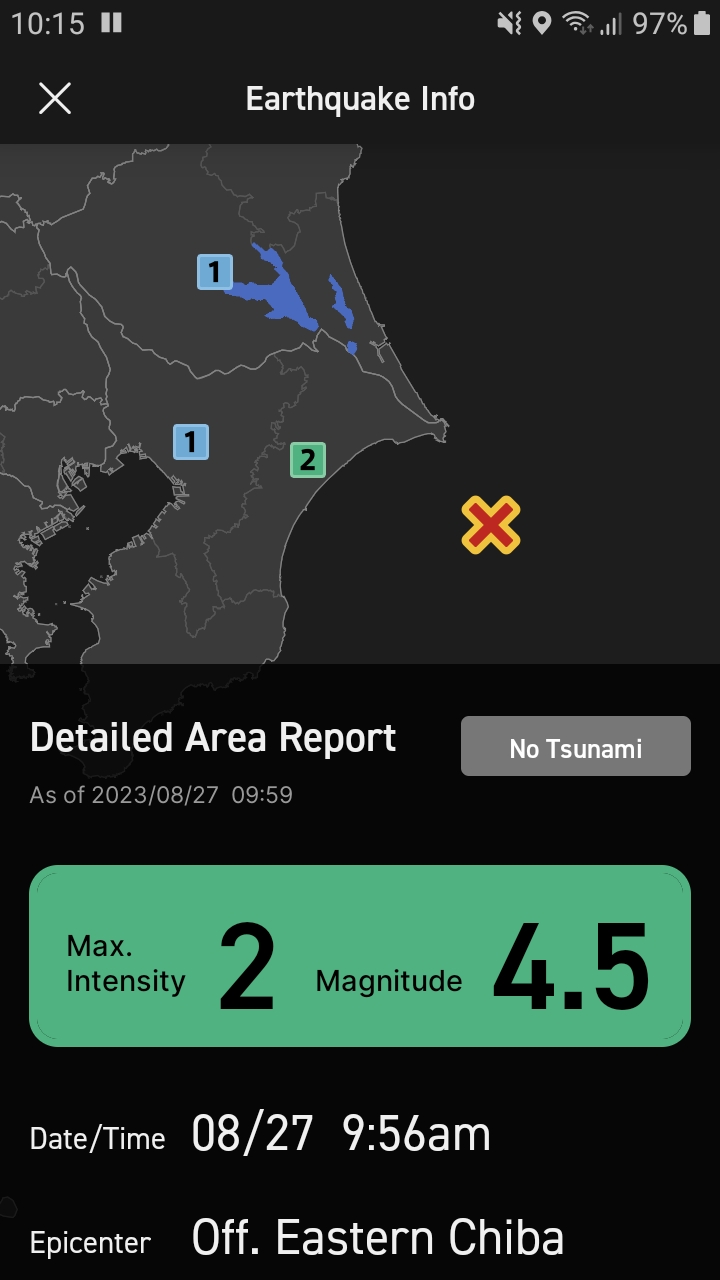 10:15 97%
Earthquake Info
1
1
2
Detailed Area Report
No Tsunami
As of 2023/08/27 09:59
Max.
Intensity 2 Magnitude 4.5
Date/Time 08/27 9:56am
Epicenter Off. Eastern Chiba